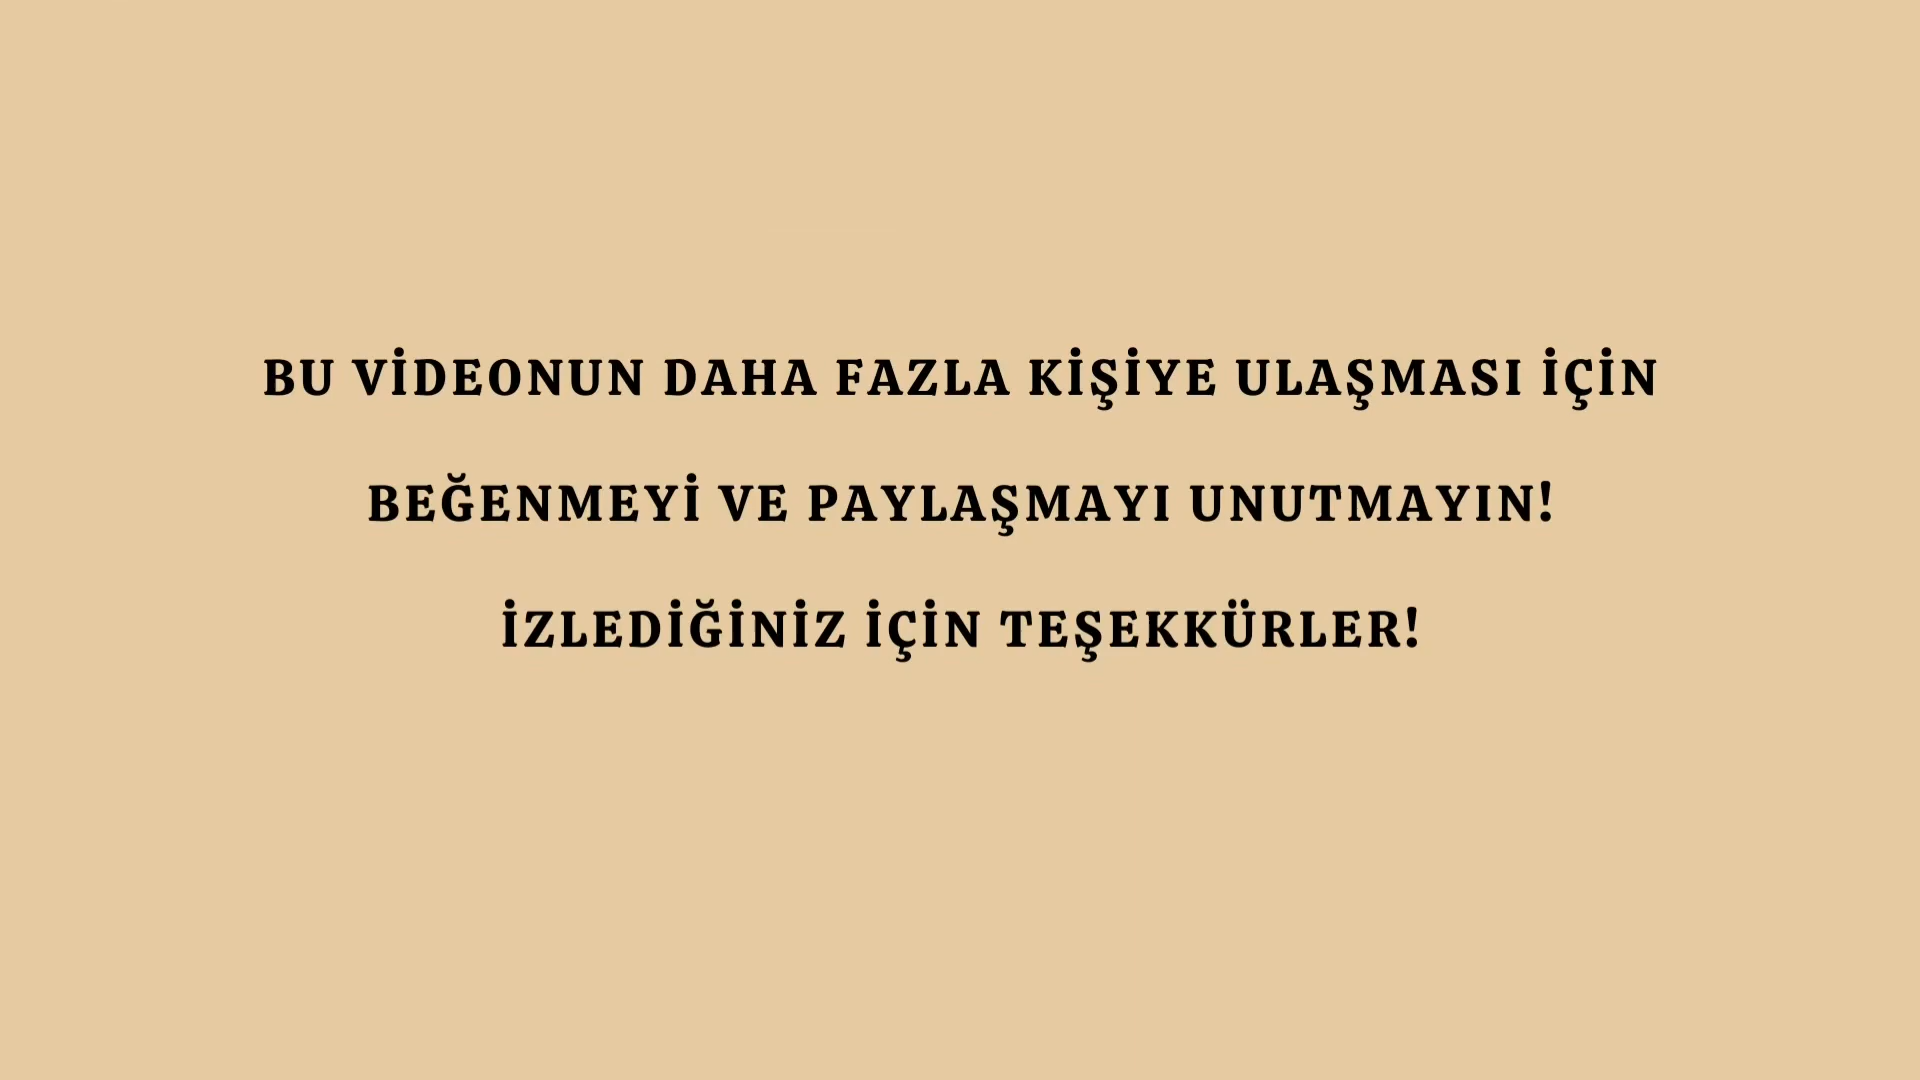 BU VİDEONUN DAHA FAZLA KİŞİYE ULAŞMASI İÇİN
BEĞENMEYİ VE PAYLAŞMAYI UNUTMAYIN!
İZLEDİĞİNİZ İÇİN TEŞEKKÜRLER!